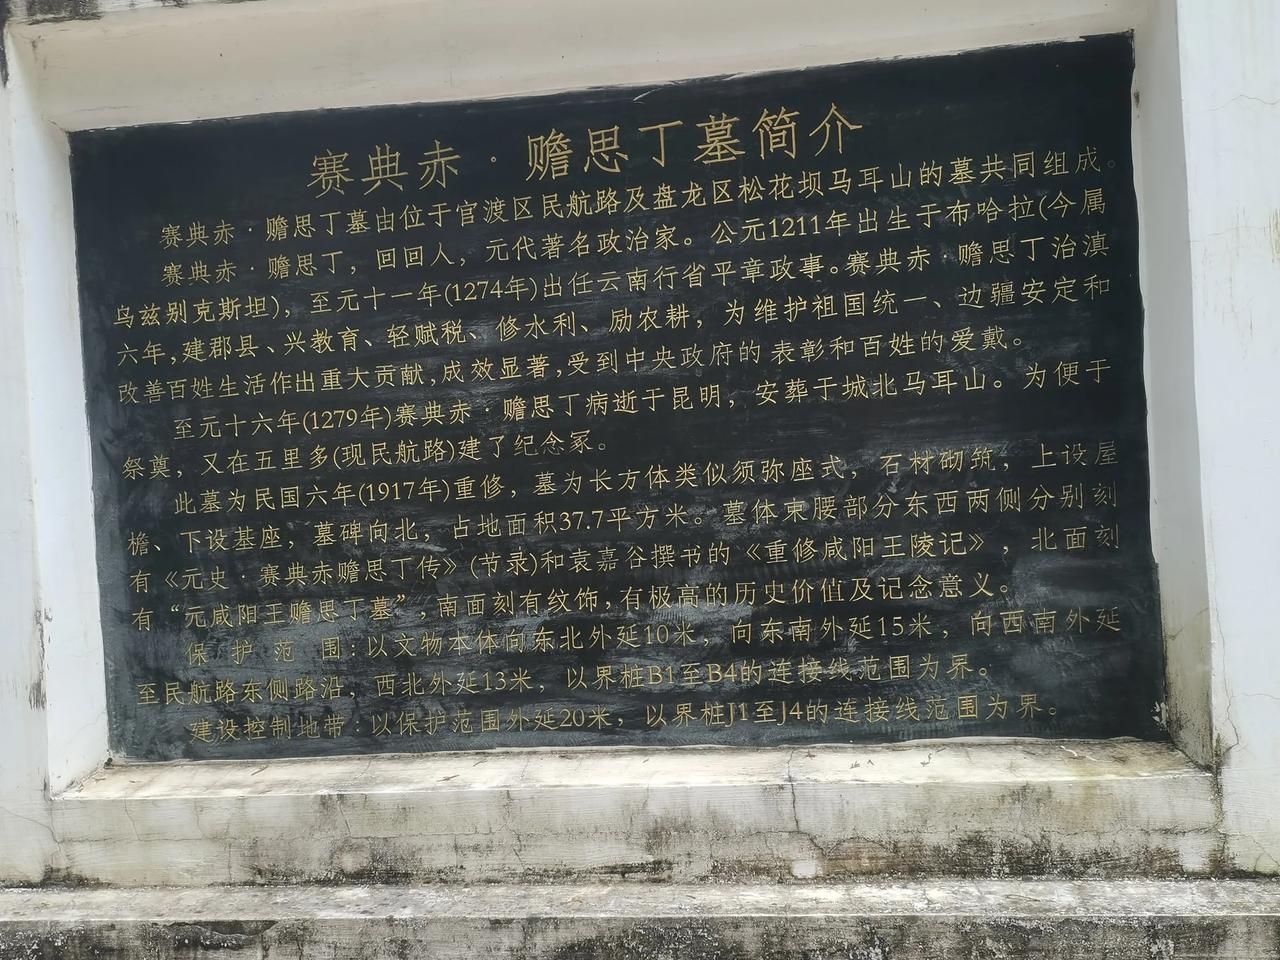 赛典赤·赡思丁墓简介
赛典赤·赡思丁墓由位于官渡区民航路及盘龙区松花坝马耳山的墓共同组成。
赛典赤·赡思丁，回回人，元代著名政治家。公元1211年出生于布哈拉(今属
乌兹别克斯坦)，至元十一年(1274年)出任云南行省平章政事。赛典赤·赡思丁治滇
六年,建郡县、兴教育、轻赋税、修水利、励农耕，为维护祖国统一、边疆安定和
改善百姓生活作出重大贡献,成效显著,受到中央政府的表彰和百姓的爱戴。
至元十六年(1279年)赛典赤·赡思丁病逝于昆明，安葬于城北马耳山。为便于
祭奠，又在五里多(现民航路)建了纪念冢。
此墓为民国六年(1917年)重修，墓为长方体类似须弥座式，石材砌筑，上设屋
檐、下设基座，墓碑向北，占地面积37.7平方米。墓体束腰部分东西两侧分别刻
有《元史·赛典赤赡思丁传》(节录)和袁嘉谷撰书的《重修咸阳王陵记》，北面刻
有“元咸阳王赡思丁墓”,南面刻有纹饰,有极高的历史价值及记念意义。
保护范围:以文物本体向东北外延10米，向东南外延15米，向西南外延
至民航路东侧路沿，西北外延13米，以界桩B1至B4的连接线范围为界。
建设控制地带·以保护范围外延20米，以界桩J1至J4的连接线范围为界。